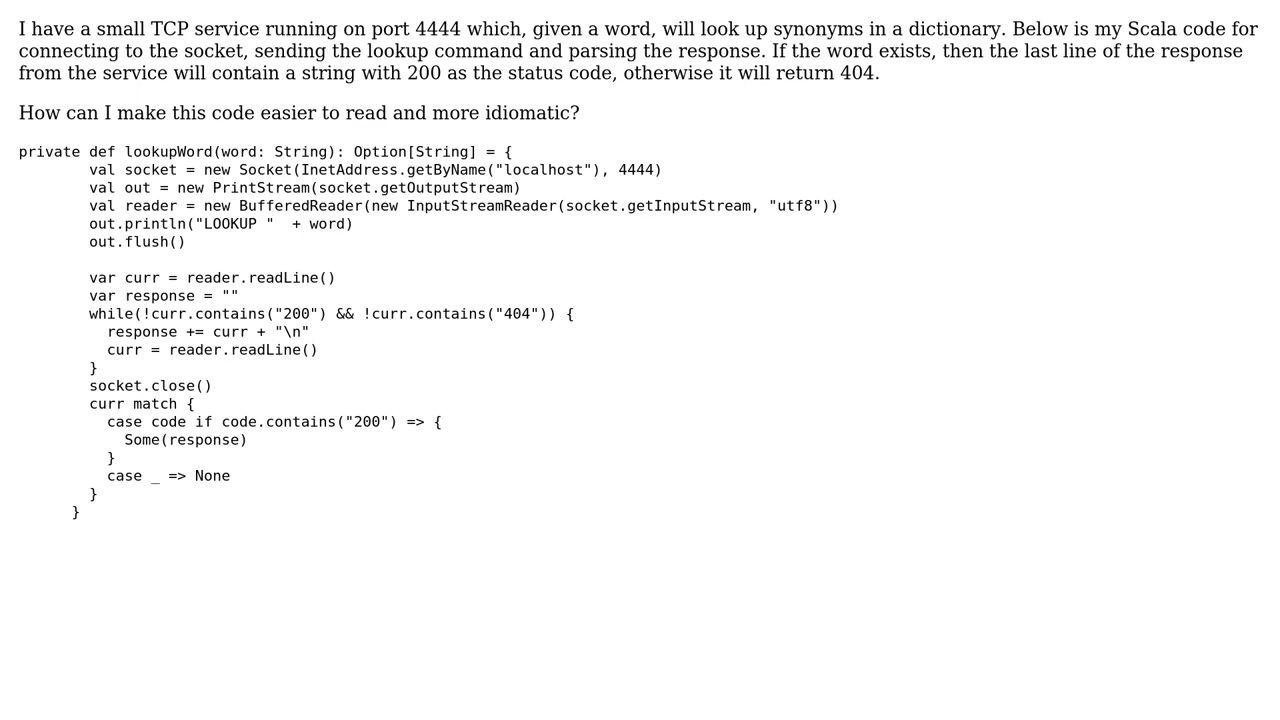 I have a small TCP service running on port 4444 which, given a word, will look up synonyms in a dictionary. Below is my Scala code for
connecting to the socket, sending the lookup command and parsing the response. If the word exists, then the last line of the response
from the service will contain a string with 200 as the status code, otherwise it will return 404.
How can I make this code easier to read and more idiomatic?
private def lookupWord(word: String): Option[String] = {
        val socket = new Socket(InetAddress.getByName("localhost"), 4444)
        val out = new PrintStream(socket.getOutputStream)
        val reader = new BufferedReader(new InputStreamReader(socket.getInputStream, "utf8"))
        out.println("LOOKUP "  + word)
        out.flush()

        var curr = reader.readLine()
        var response = ""
        while(!curr.contains("200") && !curr.contains("404")) {
          response += curr + "\n"
          curr = reader.readLine()
        }
        socket.close()
        curr match {
          case code if code.contains("200") => {
            Some(response)
          }
          case _ => None
        }
      }